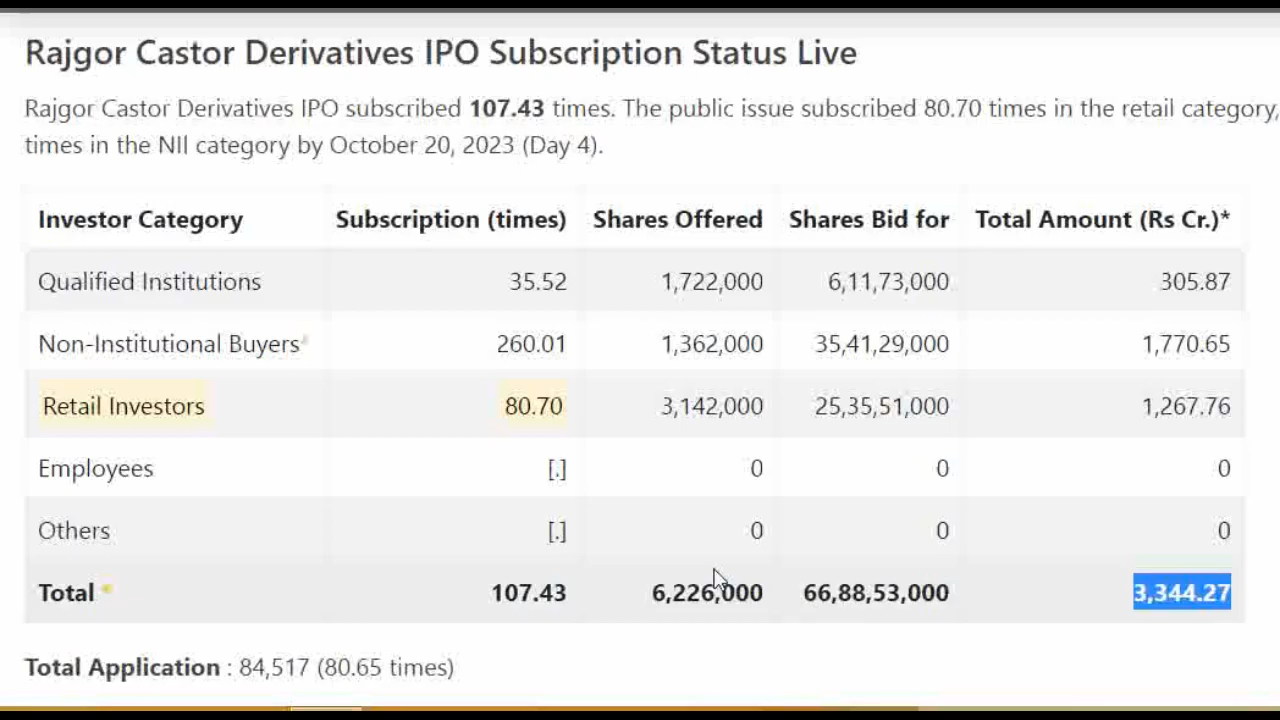 Rajgor Castor Derivatives IPO Subscription Status Live
Rajgor Castor Derivatives IPO subscribed 107.43 times. The public issue subscribed 80.70 times in the retail category,
times in the NII category by October 20, 2023 (Day 4).
Investor Category Subscription (times) Shares Offered Shares Bid for Total Amount (Rs Cr.)*
Qualified Institutions 35.52 1,722,000 6,11,73,000 305.87
Non-Institutional Buyers* 260.01 1,362,000 35,41,29,000 1,770.65
Retail Investors 80.70 3,142,000 25,35,51,000 1,267.76
Employees [.] 0 0 0
Others [.] 0 0 0
Total * 107.43 6,226,000 66,88,53,000 3,344.27
Total Application : 84,517 (80.65 times)